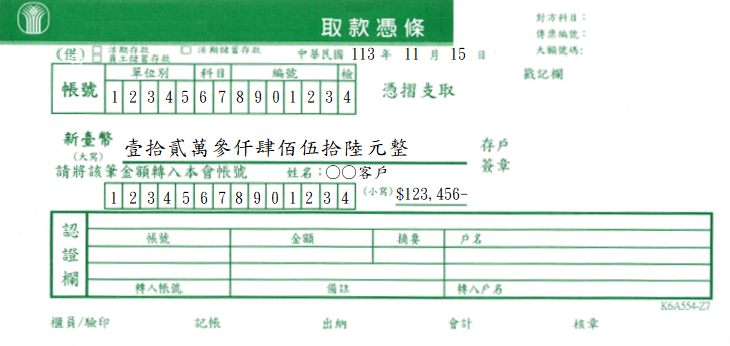 取款憑條
對方科目：
傳票編號：
大額號碼：
(借) □活期存款 □活期儲蓄存款 中華民國 113 年 11 月 15 日
□員工儲蓄存款
戳記欄
帳號 單位別 科目 編號 檢
1 2 3 4 5 6 7 8 9 0 1 2 3 4
憑摺支取
新臺幣(大寫) 壹拾貳萬參仟肆佰伍拾陸元整
存戶
簽章
請將該筆金額轉入本會帳號 姓名：○○客戶
1 2 3 4 5 6 7 8 9 0 1 2 3 4 (小寫) $123,456-
認證欄
帳號 金額 摘要 戶名
轉入帳號 備註 轉入戶名
K6A554-Z7
櫃員/驗印 記帳 出納 會計 核章